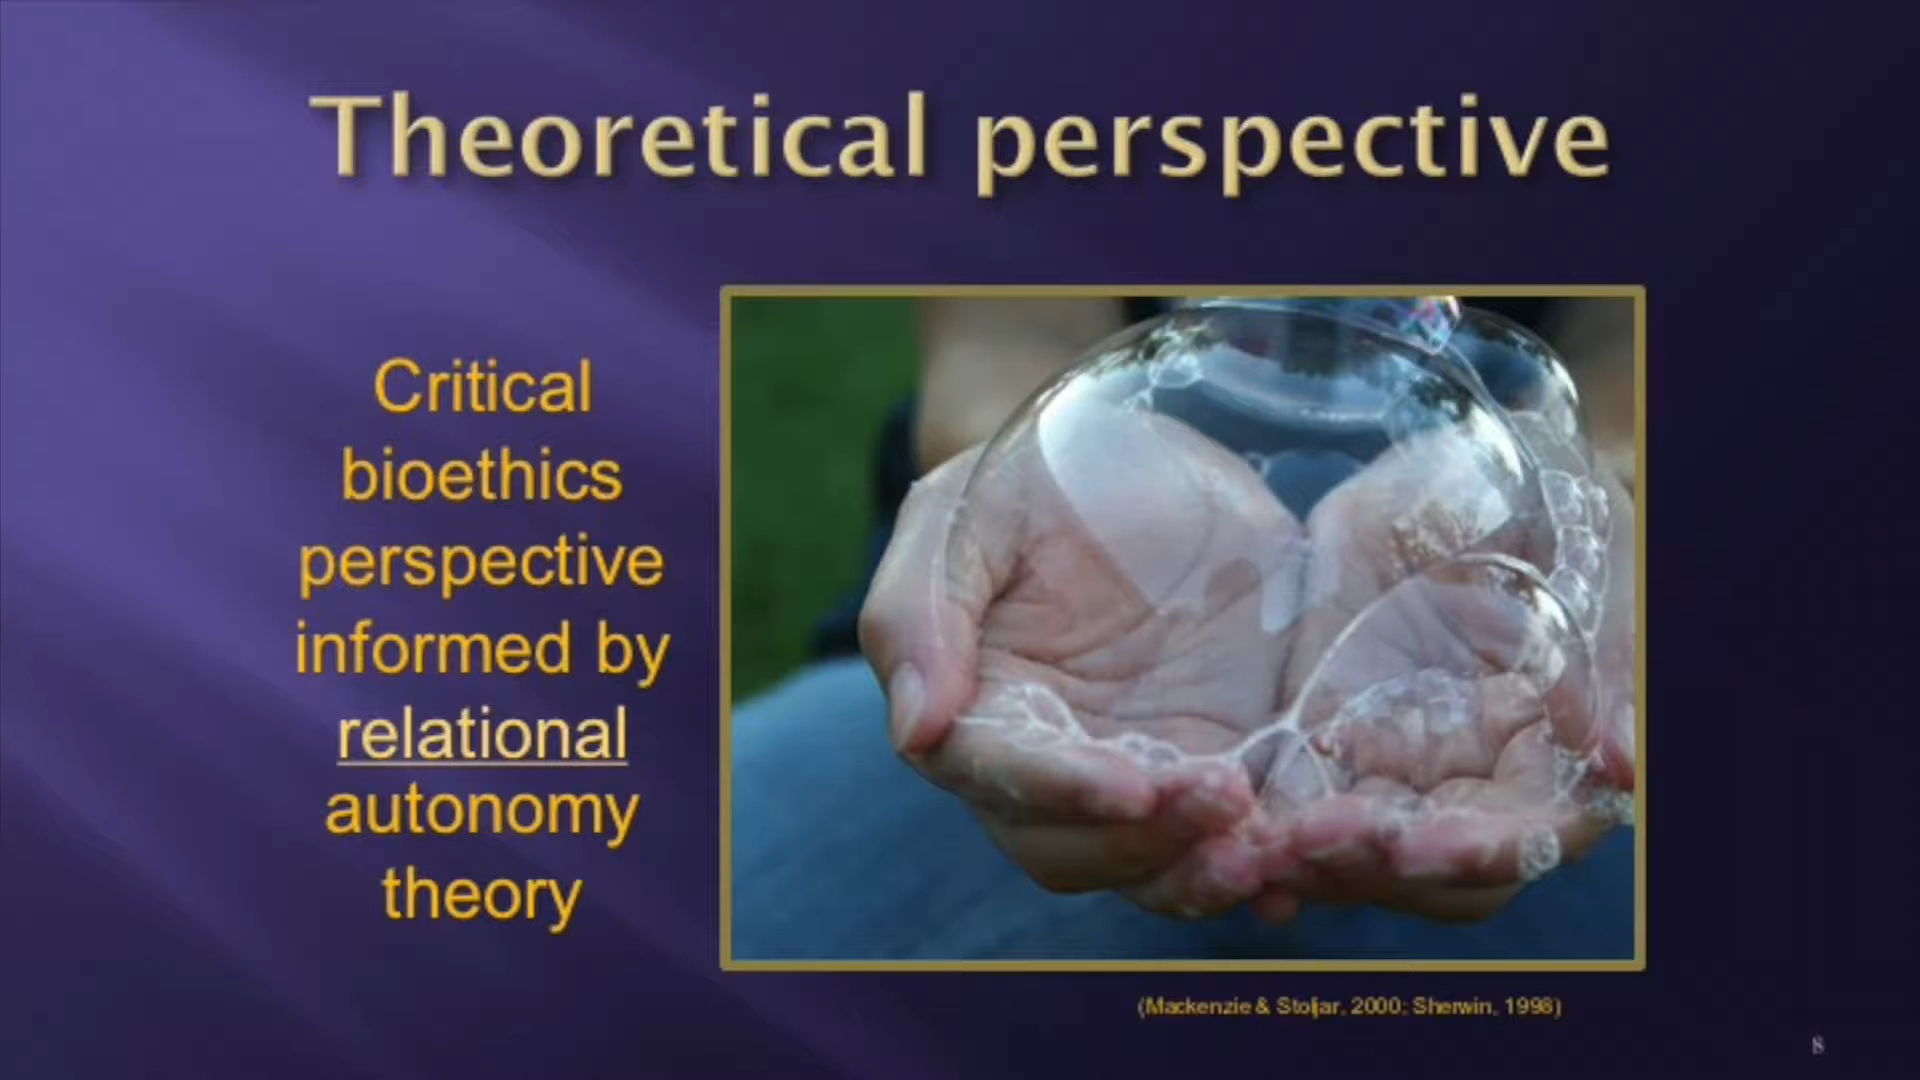 Theoretical perspective
Critical
bioethics
perspective
informed by
relational
autonomy
theory
(Mackenzie & Stoljar, 2000; Sherwin, 1998)
8